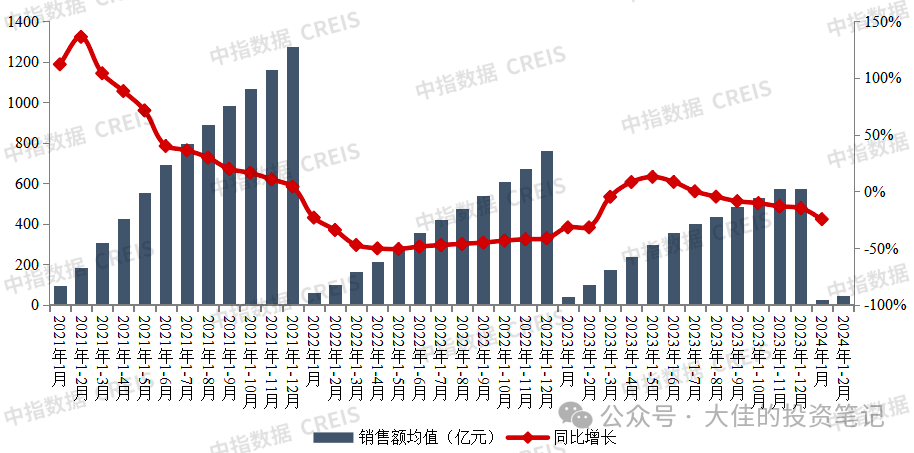 1400
1200
1000
800
600
400
200
0
150%
100%
50%
0%
-50%
-100%
2021年1月
2021年1-2月
2021年1-3月
2021年1-4月
2021年1-5月
2021年1-6月
2021年1-7月
2021年1-8月
2021年1-9月
2021年1-10月
2021年1-11月
2021年1-12月
2022年1月
2022年1-2月
2022年1-3月
2022年1-4月
2022年1-5月
2022年1-6月
2022年1-7月
2022年1-8月
2022年1-9月
2022年1-10月
2022年1-11月
2022年1-12月
2023年1月
2023年1-2月
2023年1-3月
2023年1-4月
2023年1-5月
2023年1-6月
2023年1-7月
2023年1-8月
2023年1-9月
2023年1-10月
2023年1-11月
2023年1-12月
2024年1月
2024年1-2月
销售额均值（亿元）
同比增长
公众号·大佳的投资笔记
中指数据 CREIS